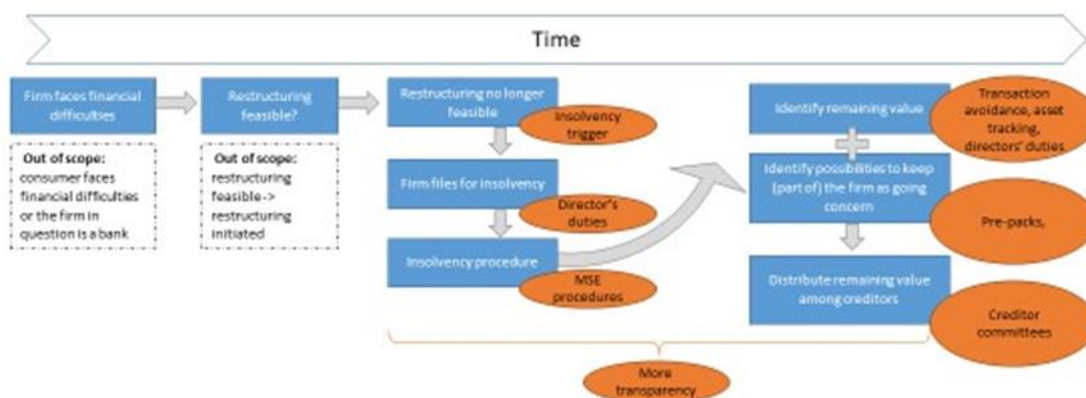 Time
Firm faces financial
difficulties
Out of scope:
consumer faces
financial difficulties
or the firm in
question is a bank
Restructuring
feasible?
Out of scope:
restructuring
feasible->
restructuring
initiated
Restructuring no longer
feasible
Insolvency
trigger
Firm files for insolvency
Director's
duties
Insolvency procedure
MSE
procedures
Identify remaining value
Transaction
avoidance, asset
tracking,
directors' duties
Identify possibilities to keep
(part of) the firm as going
concern
Pre-packs,
Distribute remaining value
among creditors
Creditor
committees
More
transparency